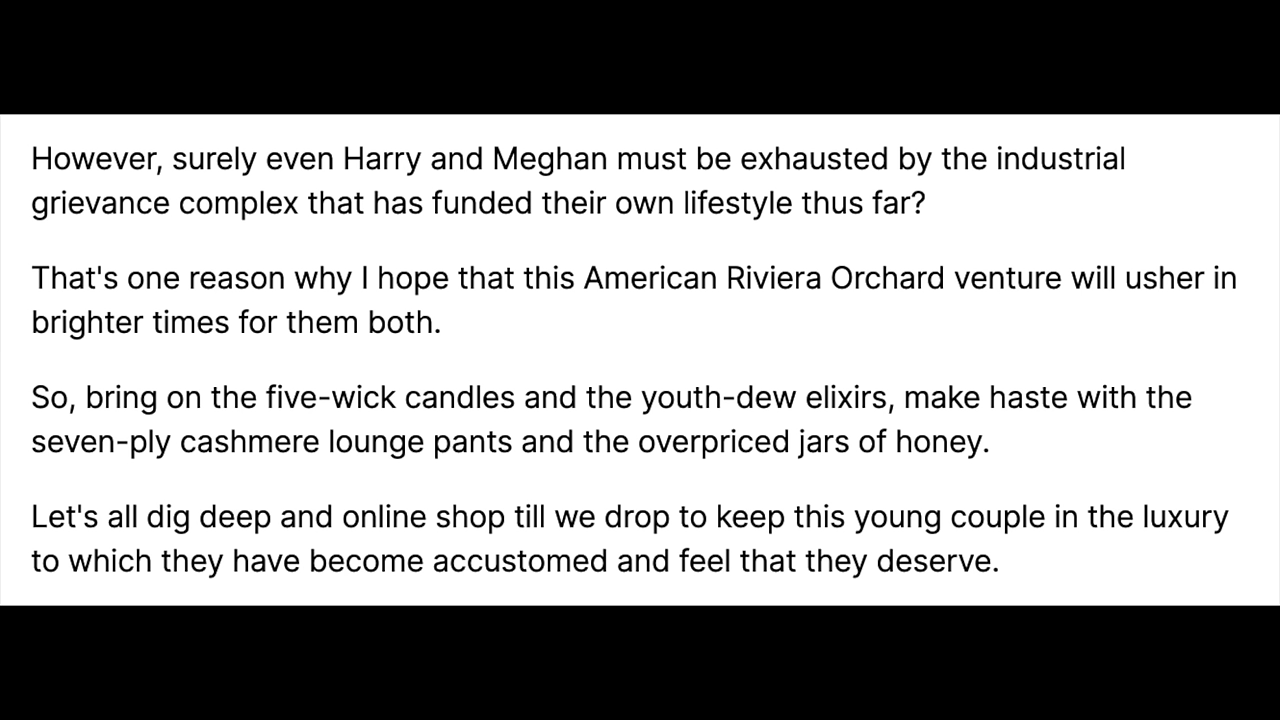 However, surely even Harry and Meghan must be exhausted by the industrial
grievance complex that has funded their own lifestyle thus far?
That's one reason why I hope that this American Riviera Orchard venture will usher in
brighter times for them both.
So, bring on the five-wick candles and the youth-dew elixirs, make haste with the
seven-ply cashmere lounge pants and the overpriced jars of honey.
Let's all dig deep and online shop till we drop to keep this young couple in the luxury
to which they have become accustomed and feel that they deserve.